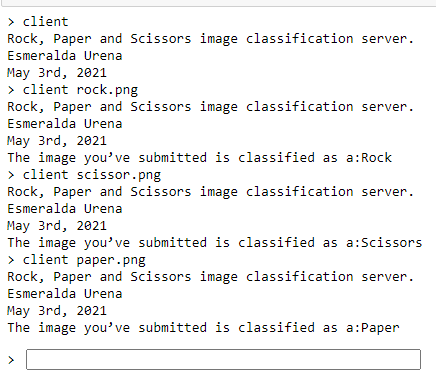 > client
Rock, Paper and Scissors image classification server.
Esmeralda Urena
May 3rd, 2021
> client rock.png
Rock, Paper and Scissors image classification server.
Esmeralda Urena
May 3rd, 2021
The image you’ve submitted is classified as a:Rock
> client scissor.png
Rock, Paper and Scissors image classification server.
Esmeralda Urena
May 3rd, 2021
The image you’ve submitted is classified as a:Scissors
> client paper.png
Rock, Paper and Scissors image classification server.
Esmeralda Urena
May 3rd, 2021
The image you’ve submitted is classified as a:Paper
>